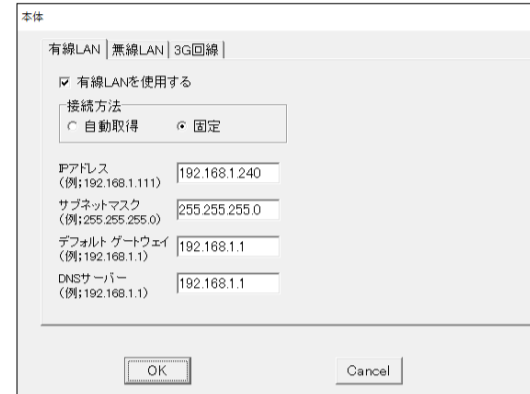 本体
有線LAN 無線LAN 3G回線
有線LANを使用する
接続方法
自動取得 固定
IPアドレス
(例;192.168.1.111)
192.168.1.240
サブネットマスク
(例;255.255.255.0)
255.255.255.0
デフォルト ゲートウェイ
(例;192.168.1.1)
192.168.1.1
DNSサーバー
(例;192.168.1.1)
192.168.1.1
OK Cancel